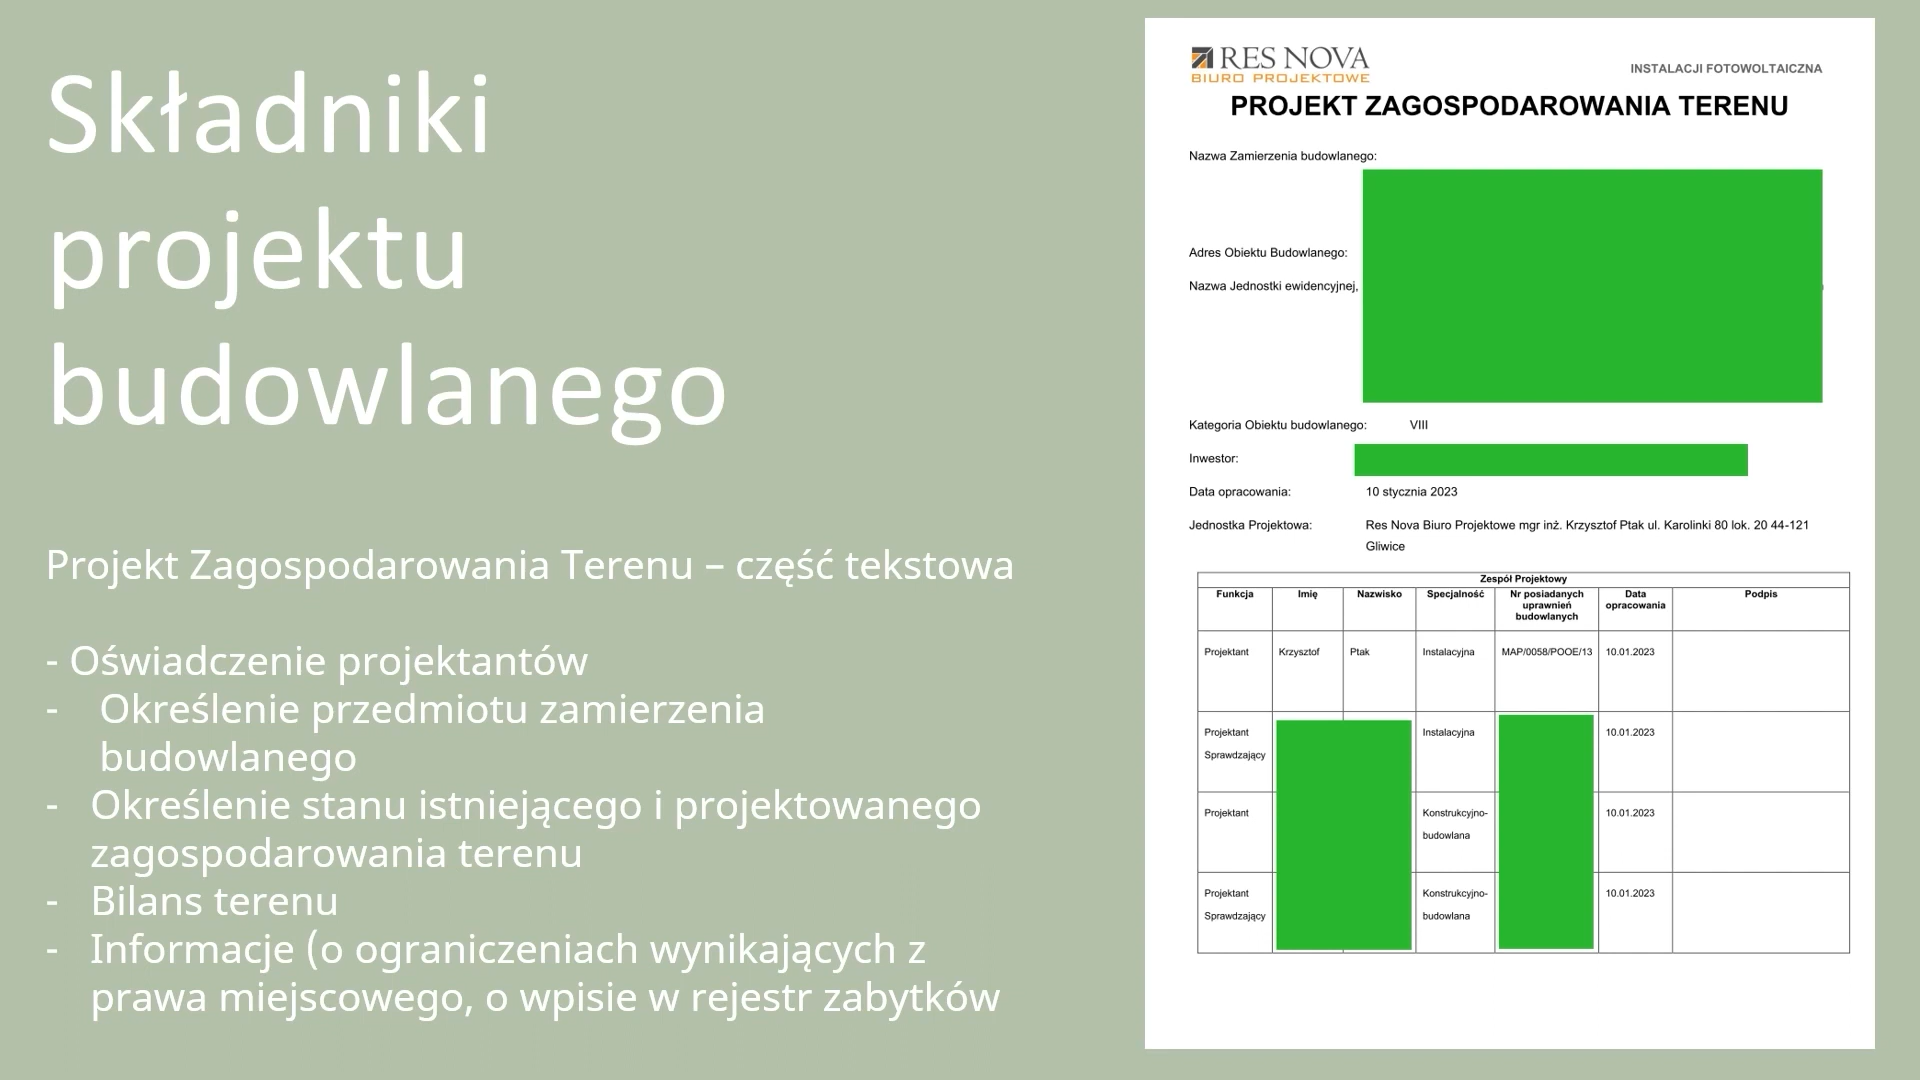 Składniki
projektu
budowlanego
Projekt Zagospodarowania Terenu – część tekstowa
- Oświadczenie projektantów
- Określenie przedmiotu zamierzenia
budowlanego
- Określenie stanu istniejącego i projektowanego
zagospodarowania terenu
- Bilans terenu
- Informacje (o ograniczeniach wynikających z
prawa miejscowego, o wpisie w rejestr zabytków
RES NOVA
BIURO PROJEKTOWE
INSTALACJI FOTOWOLTAICZNA
PROJEKT ZAGOSPODAROWANIA TERENU
Nazwa Zamierzenia budowlanego:
Adres Obiektu Budowlanego:
Nazwa Jednostki ewidencyjnej,
Kategoria Obiektu budowlanego: VIII
Inwestor:
Data opracowania: 10 stycznia 2023
Jednostka Projektowa: Res Nova Biuro Projektowe mgr inż. Krzysztof Ptak ul. Karolinki 80 lok. 20 44-121
Gliwice
Zespół Projektowy
Funkcja Imię Nazwisko Specjalność Nr posiadanych uprawnień budowlanych Data opracowania Podpis
Projektant Krzysztof Ptak Instalacyjna MAP/0058/POOE/13 10.01.2023
Projektant Instalacyjna 10.01.2023
Sprawdzający
Projektant Konstrukcyjno- 10.01.2023
budowlana
Projektant Konstrukcyjno- 10.01.2023
Sprawdzający budowlana